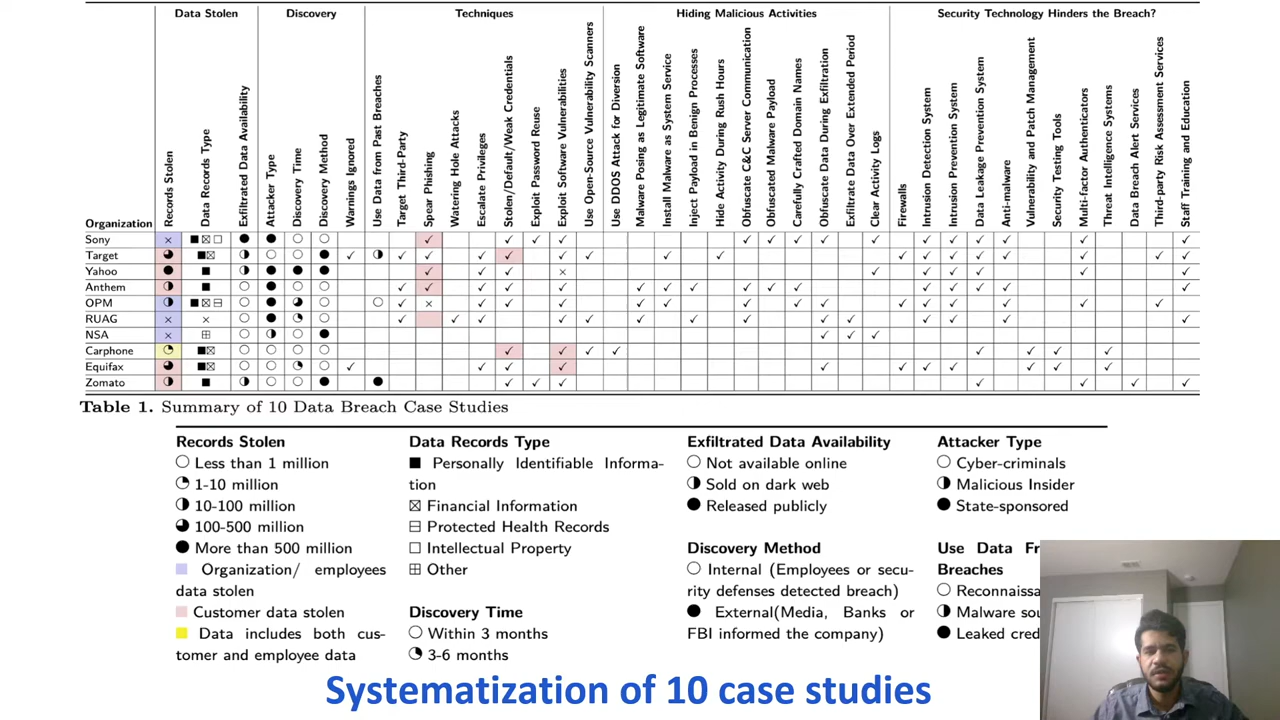 Data Stolen Discovery Techniques Hiding Malicious Activities Security Technology Hinders the Breach?
Organization
Records Stolen
Data Records Type
Exfiltrated Data Availability
Attacker Type
Discovery Time
Discovery Method
Warnings Ignored
Use Data from Past Breaches
Target Third-Party
Spear Phishing
Watering Hole Attacks
Escalate Privileges
Stolen/Default/Weak Credentials
Exploit Password Reuse
Exploit Software Vulnerabilities
Use Open-Source Vulnerability Scanners
Use DDOS Attack for Diversion
Malware Posing as Legitimate Software
Install Malware as System Service
Inject Payload in Benign Processes
Hide Activity During Rush Hours
Obfuscate C&C Server Communication
Obfuscated Malware Payload
Carefully Crafted Domain Names
Obfuscate Data During Exfiltration
Exfiltrate Data Over Extended Period
Clear Activity Logs
Firewalls
Intrusion Detection System
Intrusion Prevention System
Data Leakage Prevention System
Anti-malware
Vulnerability and Patch Management
Security Testing Tools
Multi-factor Authenticators
Threat Intelligence Systems
Data Breach Alert Services
Third-party Risk Assessment Services
Staff Training and Education
Sony
Target
Yahoo
Anthem
OPM
RUAG
NSA
Carphone
Equifax
Zomato
Table 1. Summary of 10 Data Breach Case Studies
Records Stolen
Less than 1 million
1-10 million
10-100 million
100-500 million
More than 500 million
Organization/ employees
data stolen
Customer data stolen
Data includes both cus-
tomer and employee data
Data Records Type
Personally Identifiable Informa-
tion
Financial Information
Protected Health Records
Intellectual Property
Other
Discovery Time
Within 3 months
3-6 months
Exfiltrated Data Availability
Not available online
Sold on dark web
Released publicly
Discovery Method
Internal (Employees or secu-
rity defenses detected breach)
External(Media, Banks or
FBI informed the company)
Attacker Type
Cyber-criminals
Malicious Insider
State-sponsored
Use Data Fr
Breaches
Reconnaissa
Malware sou
Leaked cred
Systematization of 10 case studies